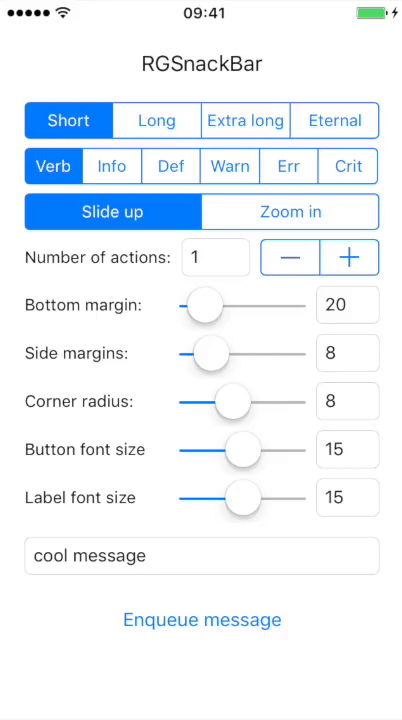 09:41
RGSnackBar
Short Long Extra long Eternal
Verb Info Def Warn Err Crit
Slide up Zoom in
Number of actions: 1
Bottom margin: 20
Side margins: 8
Corner radius: 8
Button font size 15
Label font size 15
cool message
Enqueue message